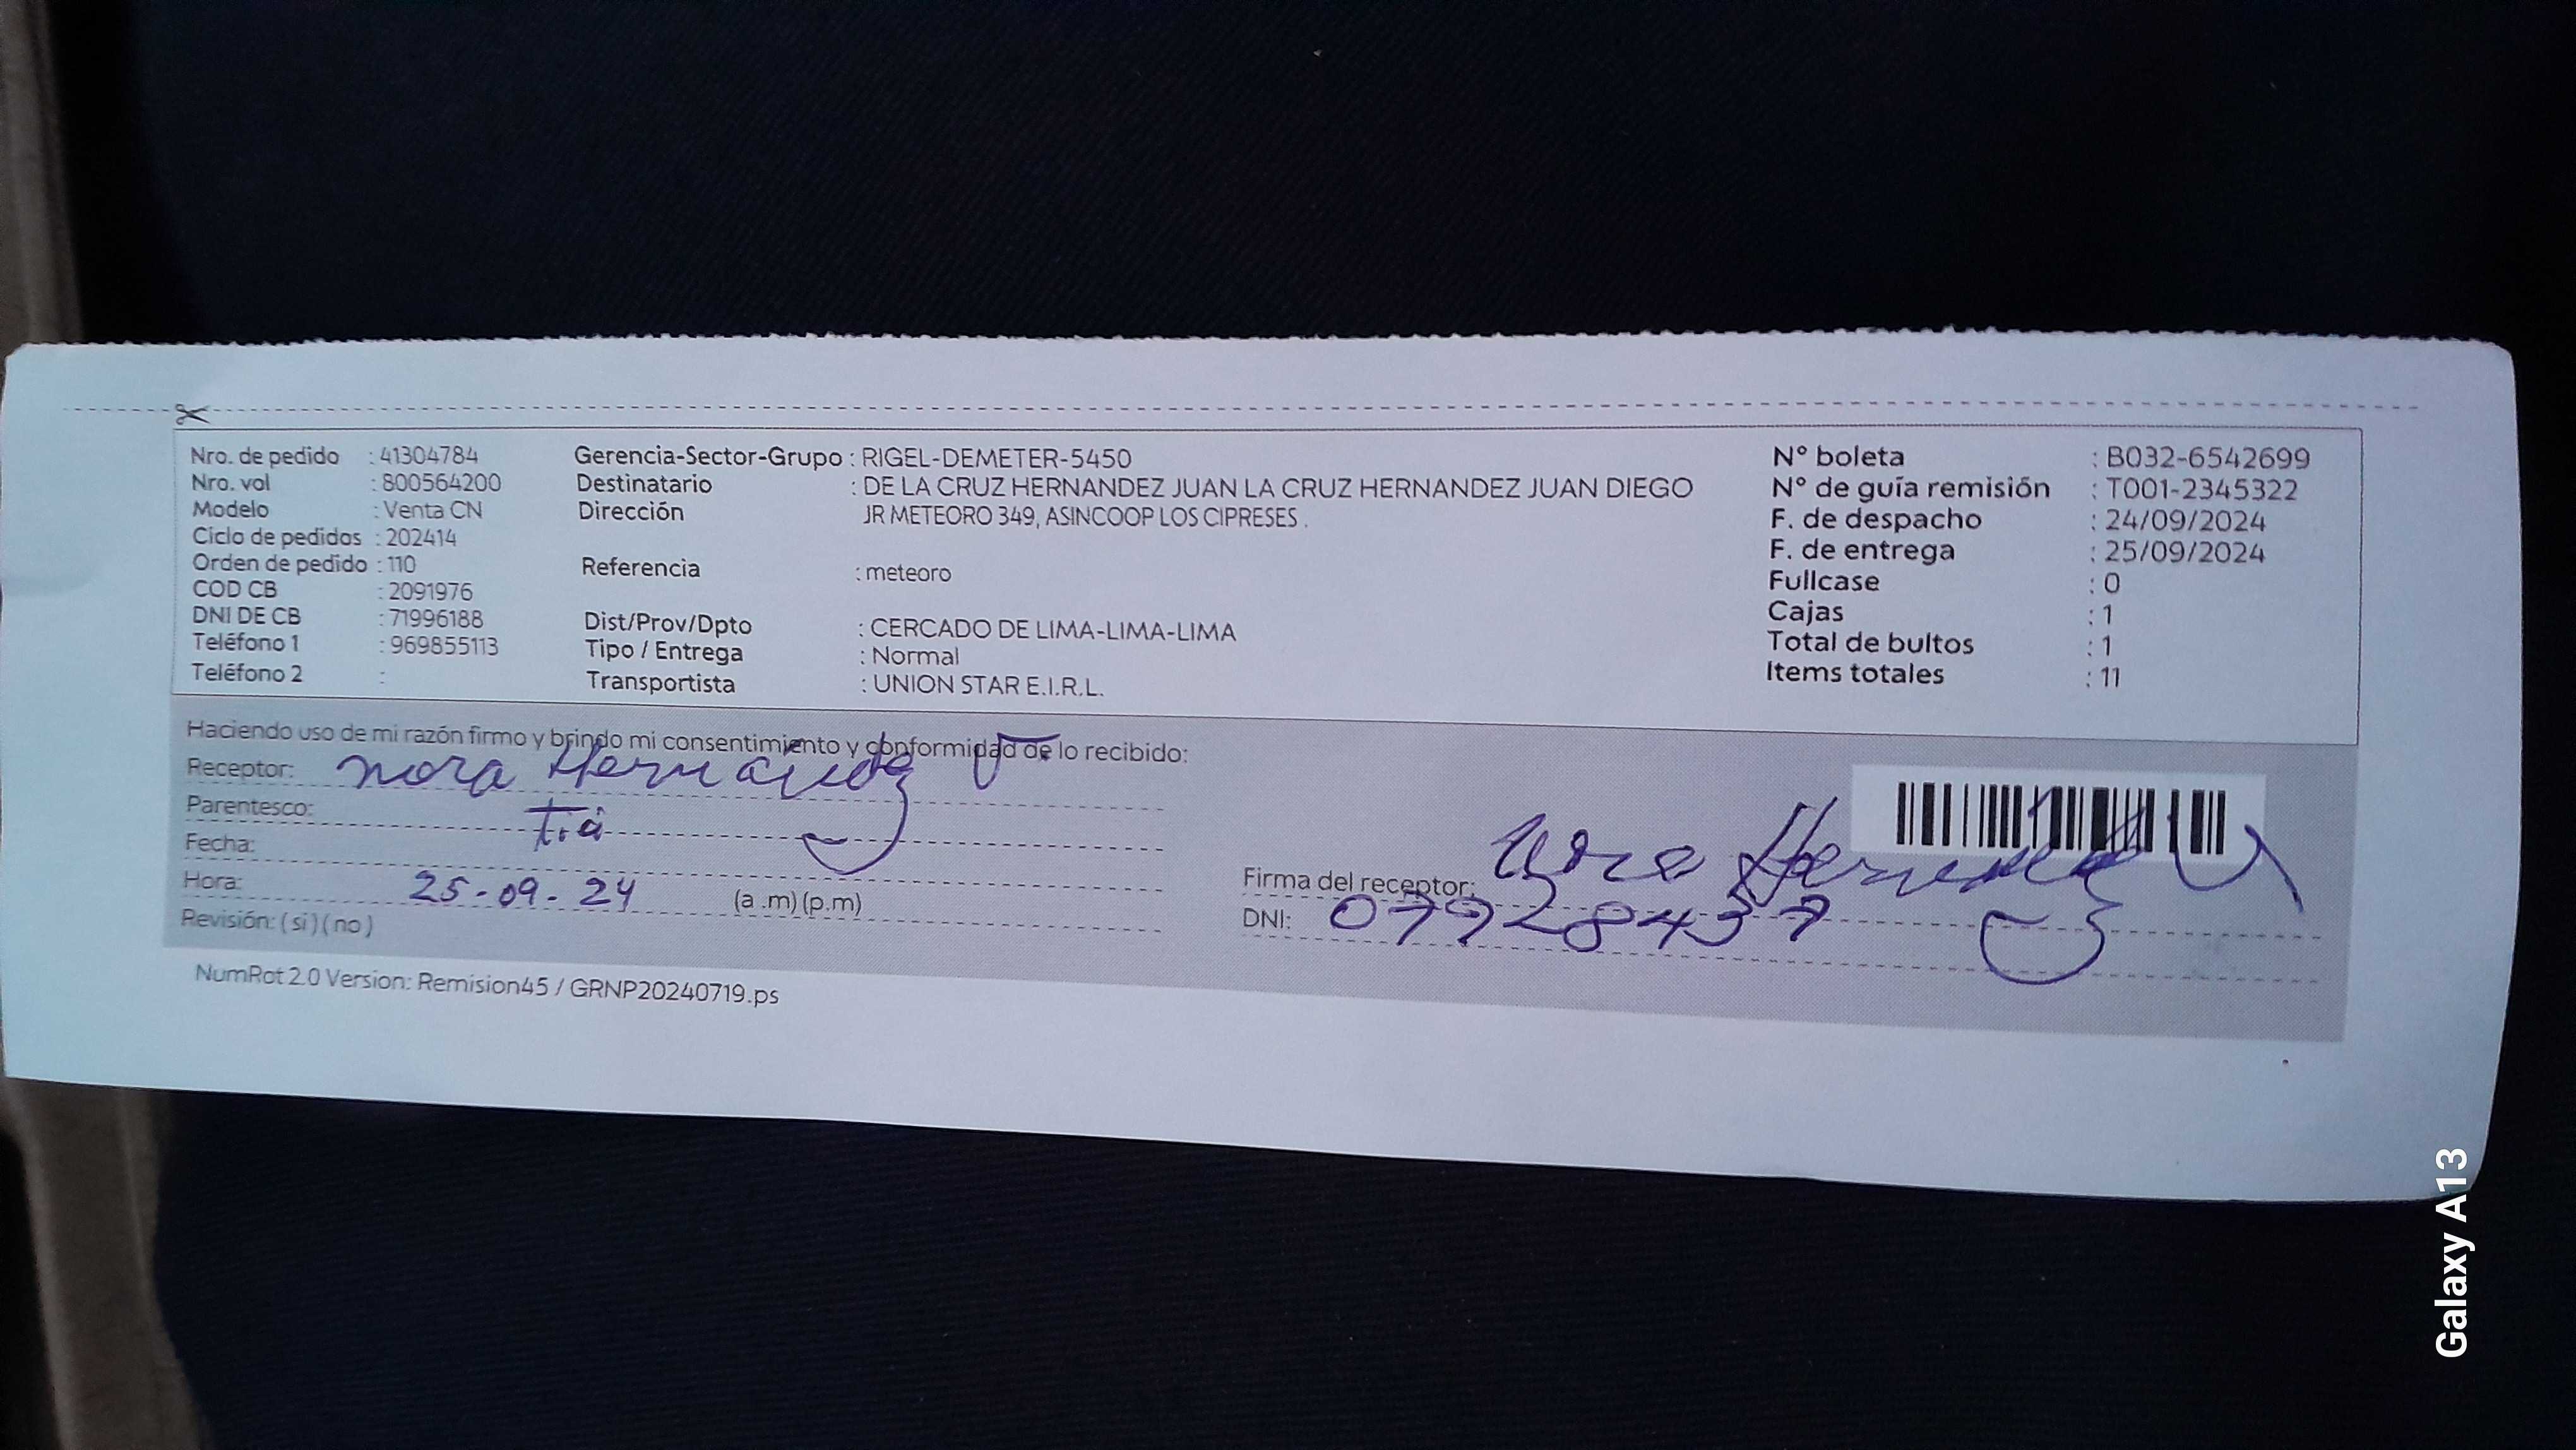 Nro. de pedido : 41304784
Nro. vol : 800564200
Modelo : Venta CN
Ciclo de pedidos : 202414
Orden de pedido : 110
COD CB : 2091976
DNI DE CB : 71996188
Teléfono 1 : 969855113
Teléfono 2 :
Gerencia-Sector-Grupo : RIGEL-DEMETER-5450
Destinatario : DE LA CRUZ HERNANDEZ JUAN LA CRUZ HERNANDEZ JUAN DIEGO
Dirección JR METEORO 349, ASINCOOP LOS CIPRESES .
Referencia : meteoro
Dist/Prov/Dpto : CERCADO DE LIMA-LIMA-LIMA
Tipo / Entrega : Normal
Transportista : UNION STAR E.I.R.L.
N° boleta : B032-6542699
N° de guía remisión : T001-2345322
F. de despacho : 24/09/2024
F. de entrega : 25/09/2024
Fullcase : 0
Cajas : 1
Total de bultos : 1
Items totales : 11
Haciendo uso de mi razón firmo y brindo mi consentimiento y conformidad de lo recibido:
Receptor: nora Hernández
Parentesco: tia
Fecha:
Hora: 25-09-24 (a .m) (p.m)
Revisión: ( si ) ( no )
Firma del receptor: Nora Hernandez
DNI:
NumRot 2.0 Version: Remision45 / GRNP20240719.ps
Galaxy A13